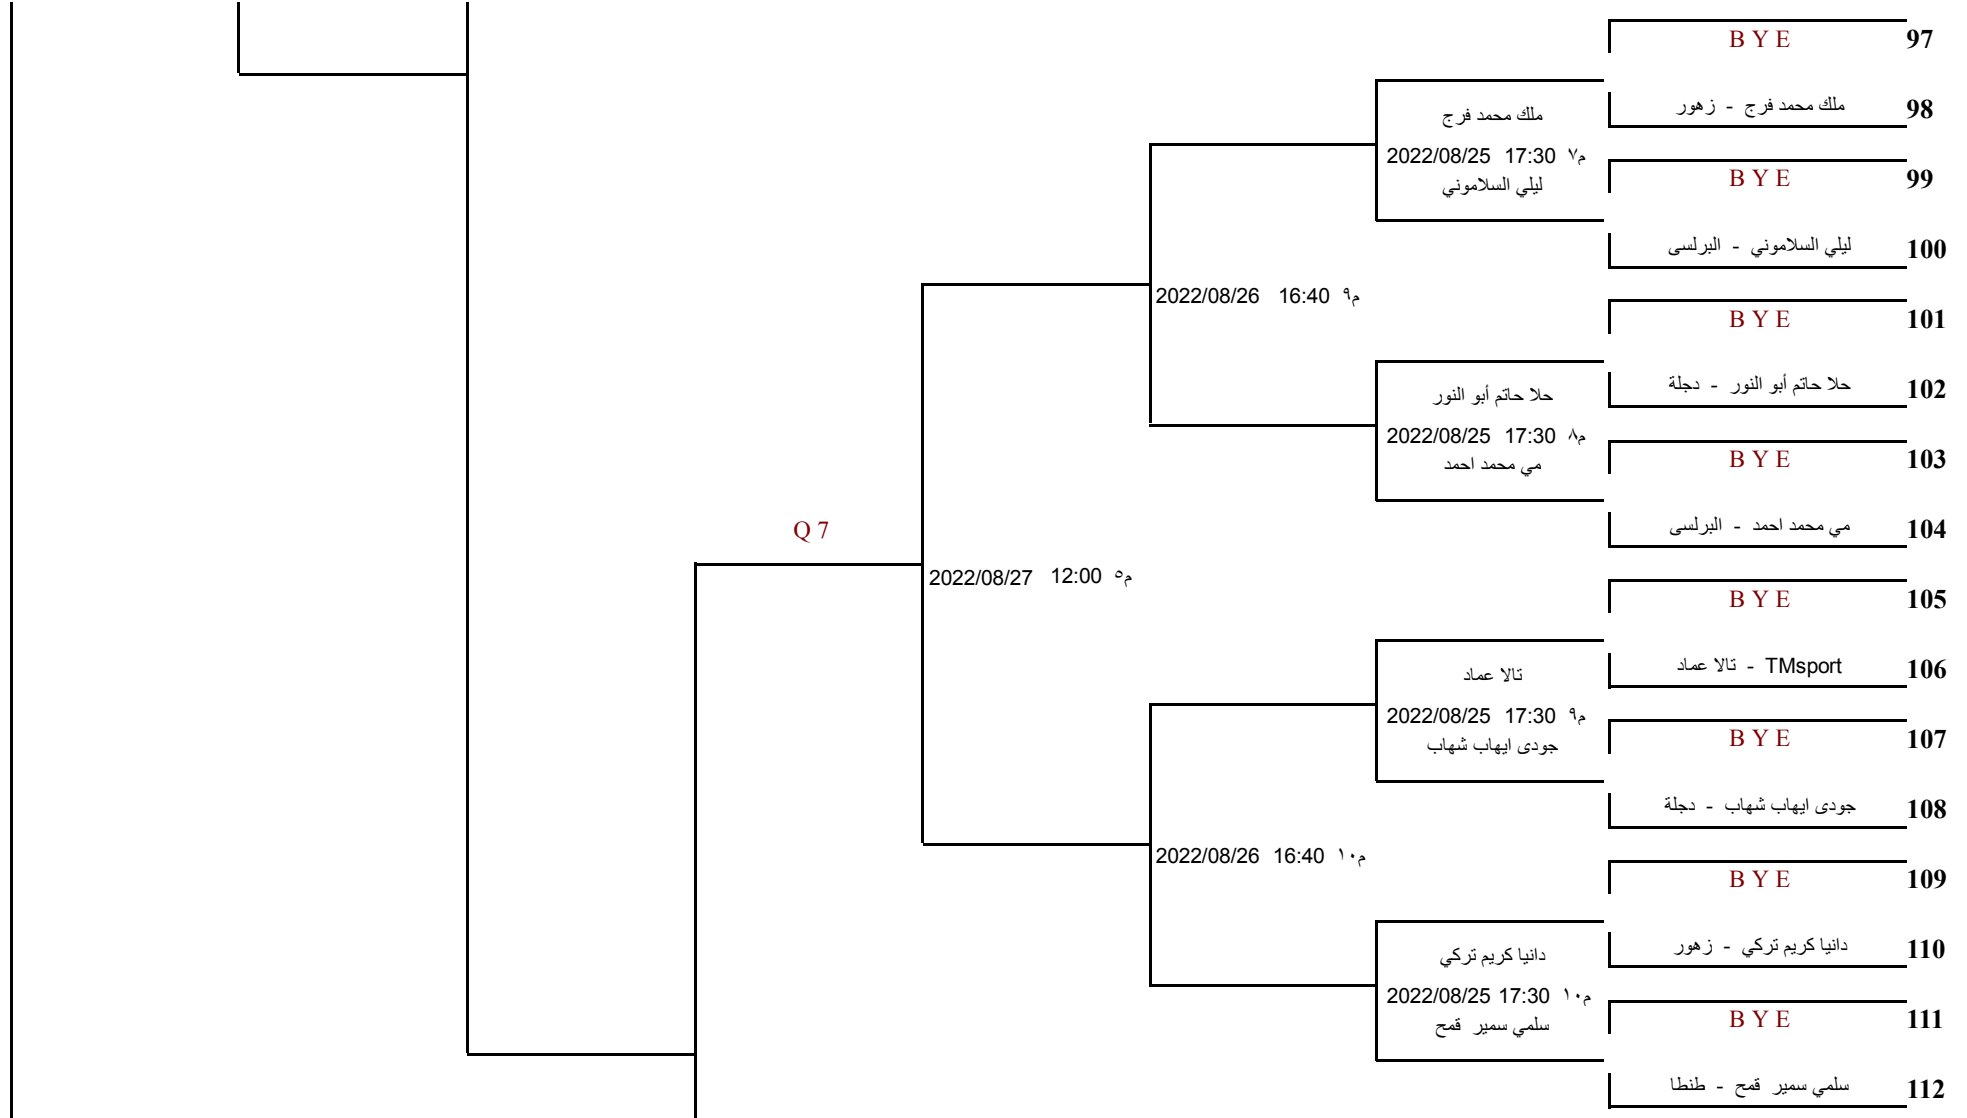 B Y E 97
ملك محمد فرج - زهور 98
ملك محمد فرج
2022/08/25 17:30 م٧
B Y E 99
ليلي السلاموني
ليلي السلاموني - البرلسى 100
2022/08/26 16:40 م٩
B Y E 101
حلا حاتم أبو النور - دجلة 102
حلا حاتم أبو النور
2022/08/25 17:30 م٨
B Y E 103
مي محمد احمد
مي محمد احمد - البرلسى 104
Q 7
2022/08/27 12:00 م٥
B Y E 105
TMsport - تالا عماد 106
تالا عماد
2022/08/25 17:30 م٩
B Y E 107
جودى ايهاب شهاب
جودى ايهاب شهاب - دجلة 108
2022/08/26 16:40 م١٠
B Y E 109
دانيا كريم تركي - زهور 110
دانيا كريم تركي
2022/08/25 17:30 م١٠
B Y E 111
سلمي سمير قمح
سلمي سمير قمح - طنطا 112